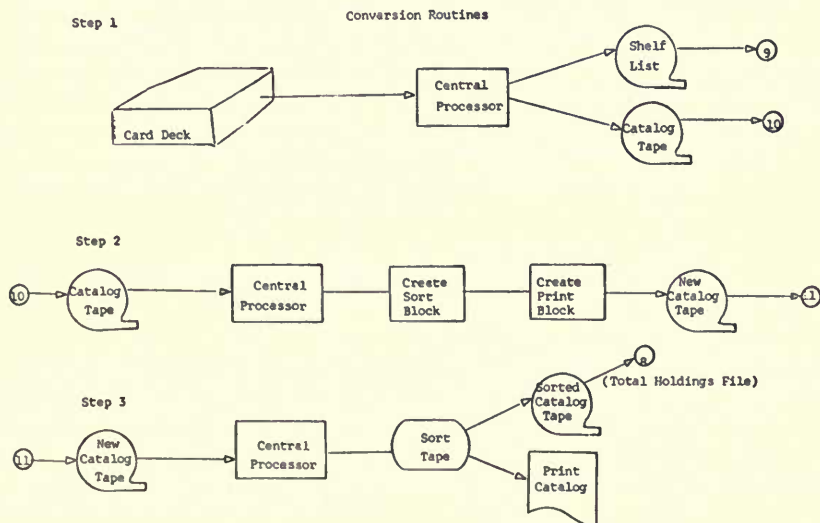 Conversion Routines
Step 1
Card Deck
Central
Processor
Shelf
List
9
Catalog
Tape
10
Step 2
10
Catalog
Tape
Central
Processor
Create
Sort
Block
Create
Print
Block
New
Catalog
Tape
11
Step 3
11
New
Catalog
Tape
Central
Processor
Sort
Tape
Sorted
Catalog
Tape
8
(Total Holdings File)
Print
Catalog